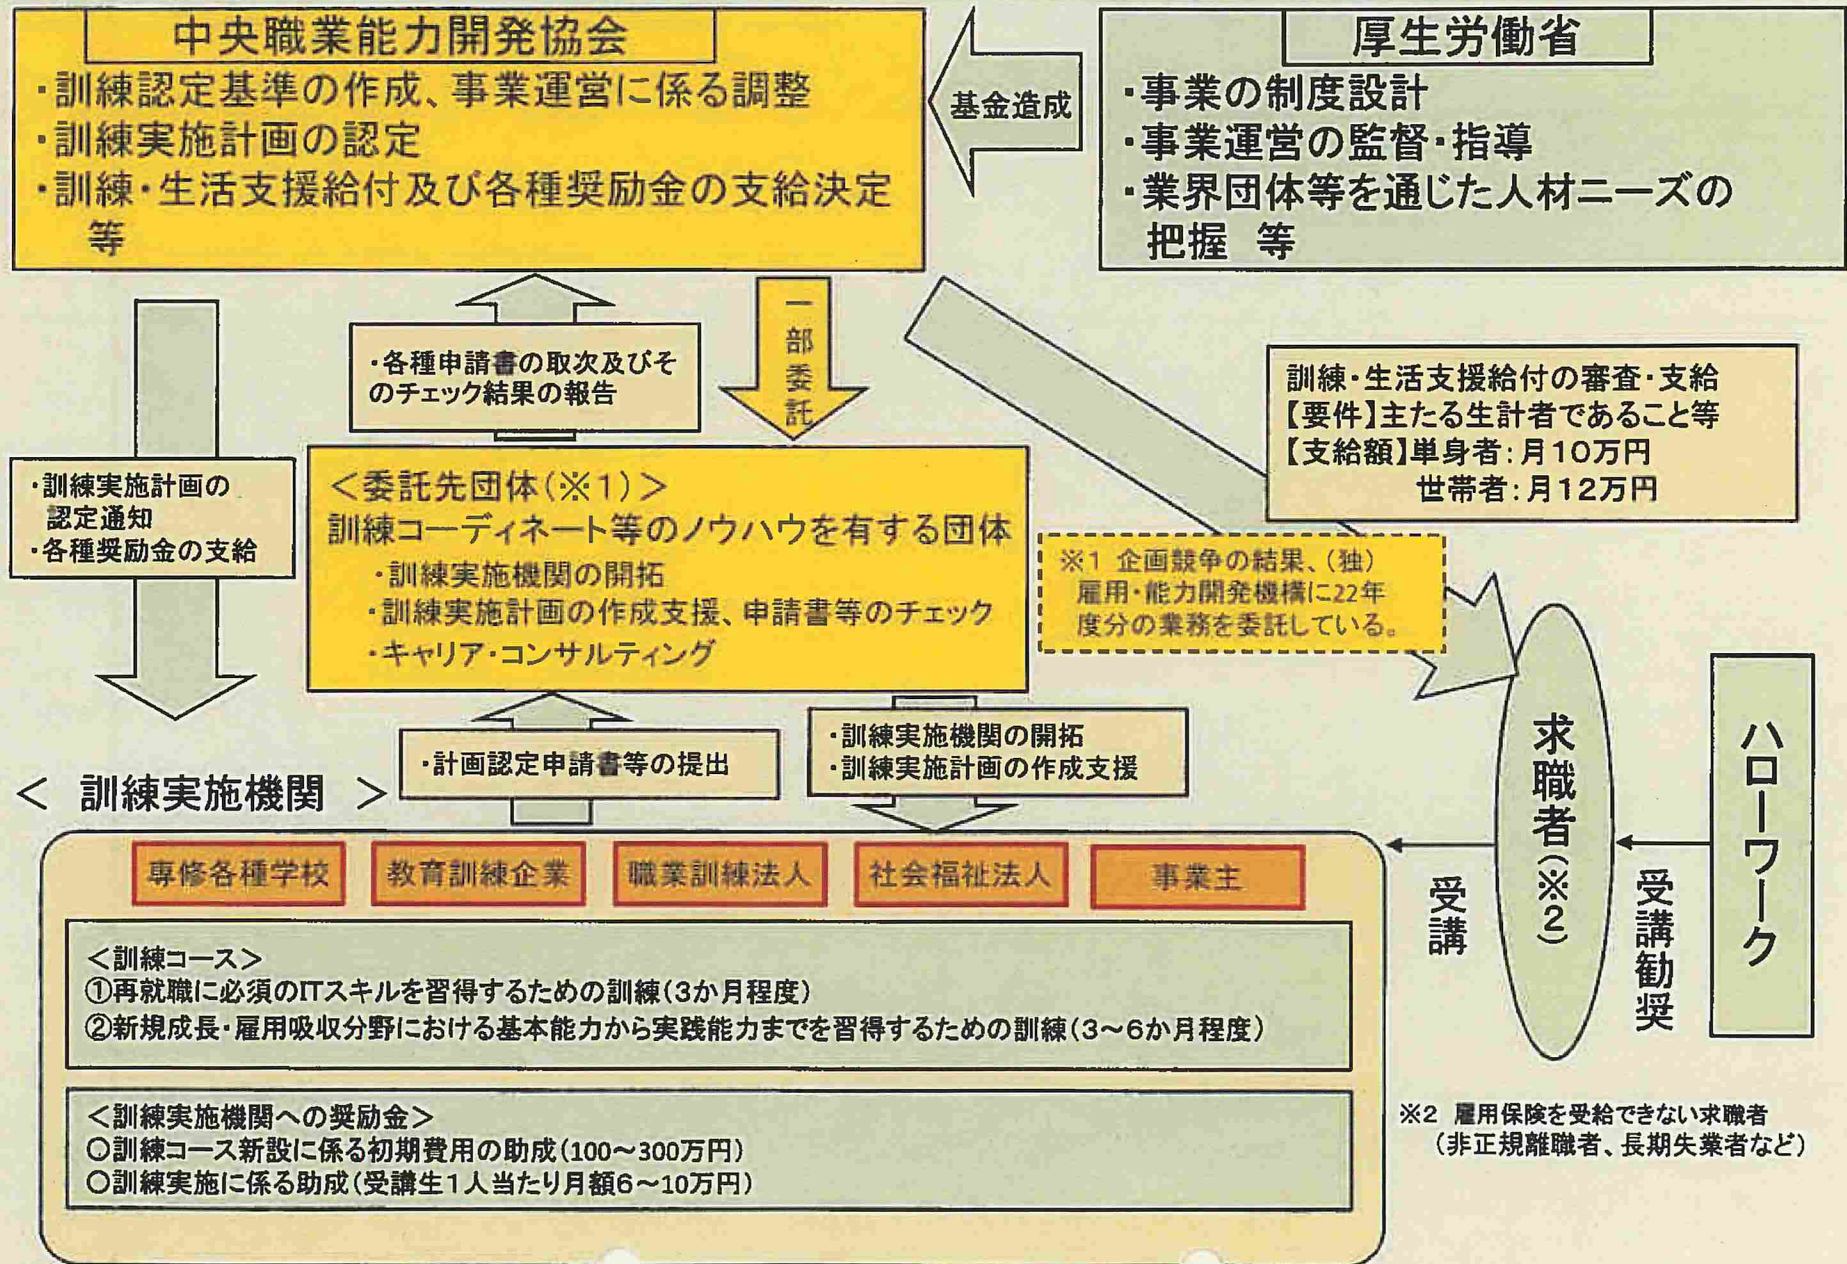 中央職業能力開発協会
・訓練認定基準の作成、事業運営に係る調整
・訓練実施計画の認定
・訓練・生活支援給付及び各種奨励金の支給決定
等
基金造成
厚生労働省
・事業の制度設計
・事業運営の監督・指導
・業界団体等を通じた人材ニーズの
把握 等
・各種申請書の取次及びそ
のチェック結果の報告
一部委託
訓練・生活支援給付の審査・支給
【要件】主たる生計者であること等
【支給額】単身者:月10万円
世帯者:月12万円
・訓練実施計画の
認定通知
・各種奨励金の支給
<委託先団体(※1)>
訓練コーディネート等のノウハウを有する団体
・訓練実施機関の開拓
・訓練実施計画の作成支援、申請書等のチェック
・キャリア・コンサルティング
※1 企画競争の結果、(独)
雇用・能力開発機構に22年
度分の業務を委託している。
・計画認定申請書等の提出
・訓練実施機関の開拓
・訓練実施計画の作成支援
< 訓練実施機関 >
専修各種学校
教育訓練企業
職業訓練法人
社会福祉法人
事業主
<訓練コース>
①再就職に必須のITスキルを習得するための訓練(3か月程度)
②新規成長・雇用吸収分野における基本能力から実践能力までを習得するための訓練(3~6か月程度)
<訓練実施機関への奨励金>
○訓練コース新設に係る初期費用の助成(100~300万円)
○訓練実施に係る助成(受講生1人当たり月額6~10万円)
受講
求職者(※2)
受講勧奨
ハローワーク
※2 雇用保険を受給できない求職者
(非正規離職者、長期失業者など)